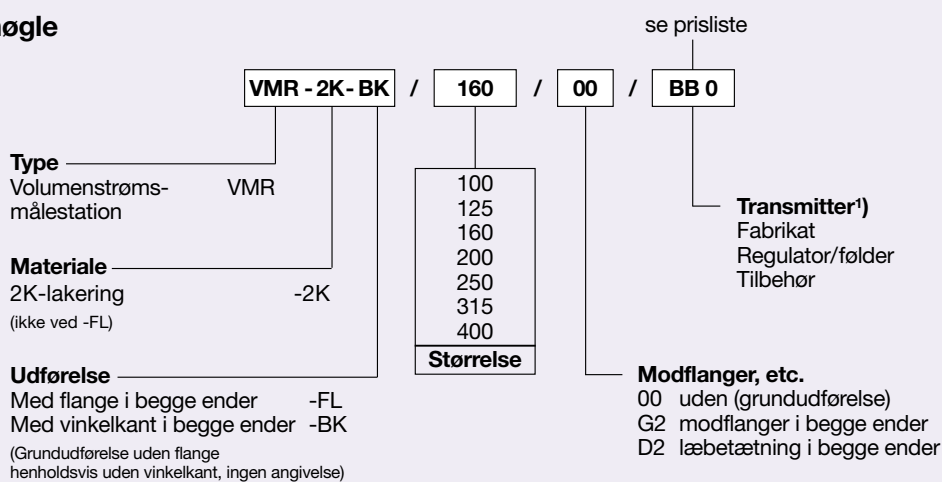 øgle
se prisliste
VMR - 2K- BK / 160 / 00 / BB 0
Type
Volumenstrøms- VMR
målestation
Materiale
2K-lakering -2K
(ikke ved -FL)
Udførelse
Med flange i begge ender -FL
Med vinkelkant i begge ender -BK
(Grundudførelse uden flange
henholdsvis uden vinkelkant, ingen angivelse)
100
125
160
200
250
315
400
Størrelse
Transmitter¹)
Fabrikat
Regulator/følder
Tilbehør
Modflanger, etc.
00 uden (grundudførelse)
G2 modflanger i begge ender
D2 læbetætning i begge ender